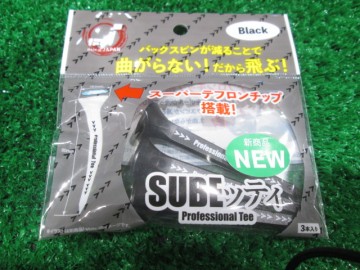 Black
バックスピンが減ることで
曲がらない!だから飛ぶ!
スーパーテフロンチップ
搭載!
Professional Tee
Professional Tee
新商品
NEW
SUBEッティ
Professional Tee
3本入り